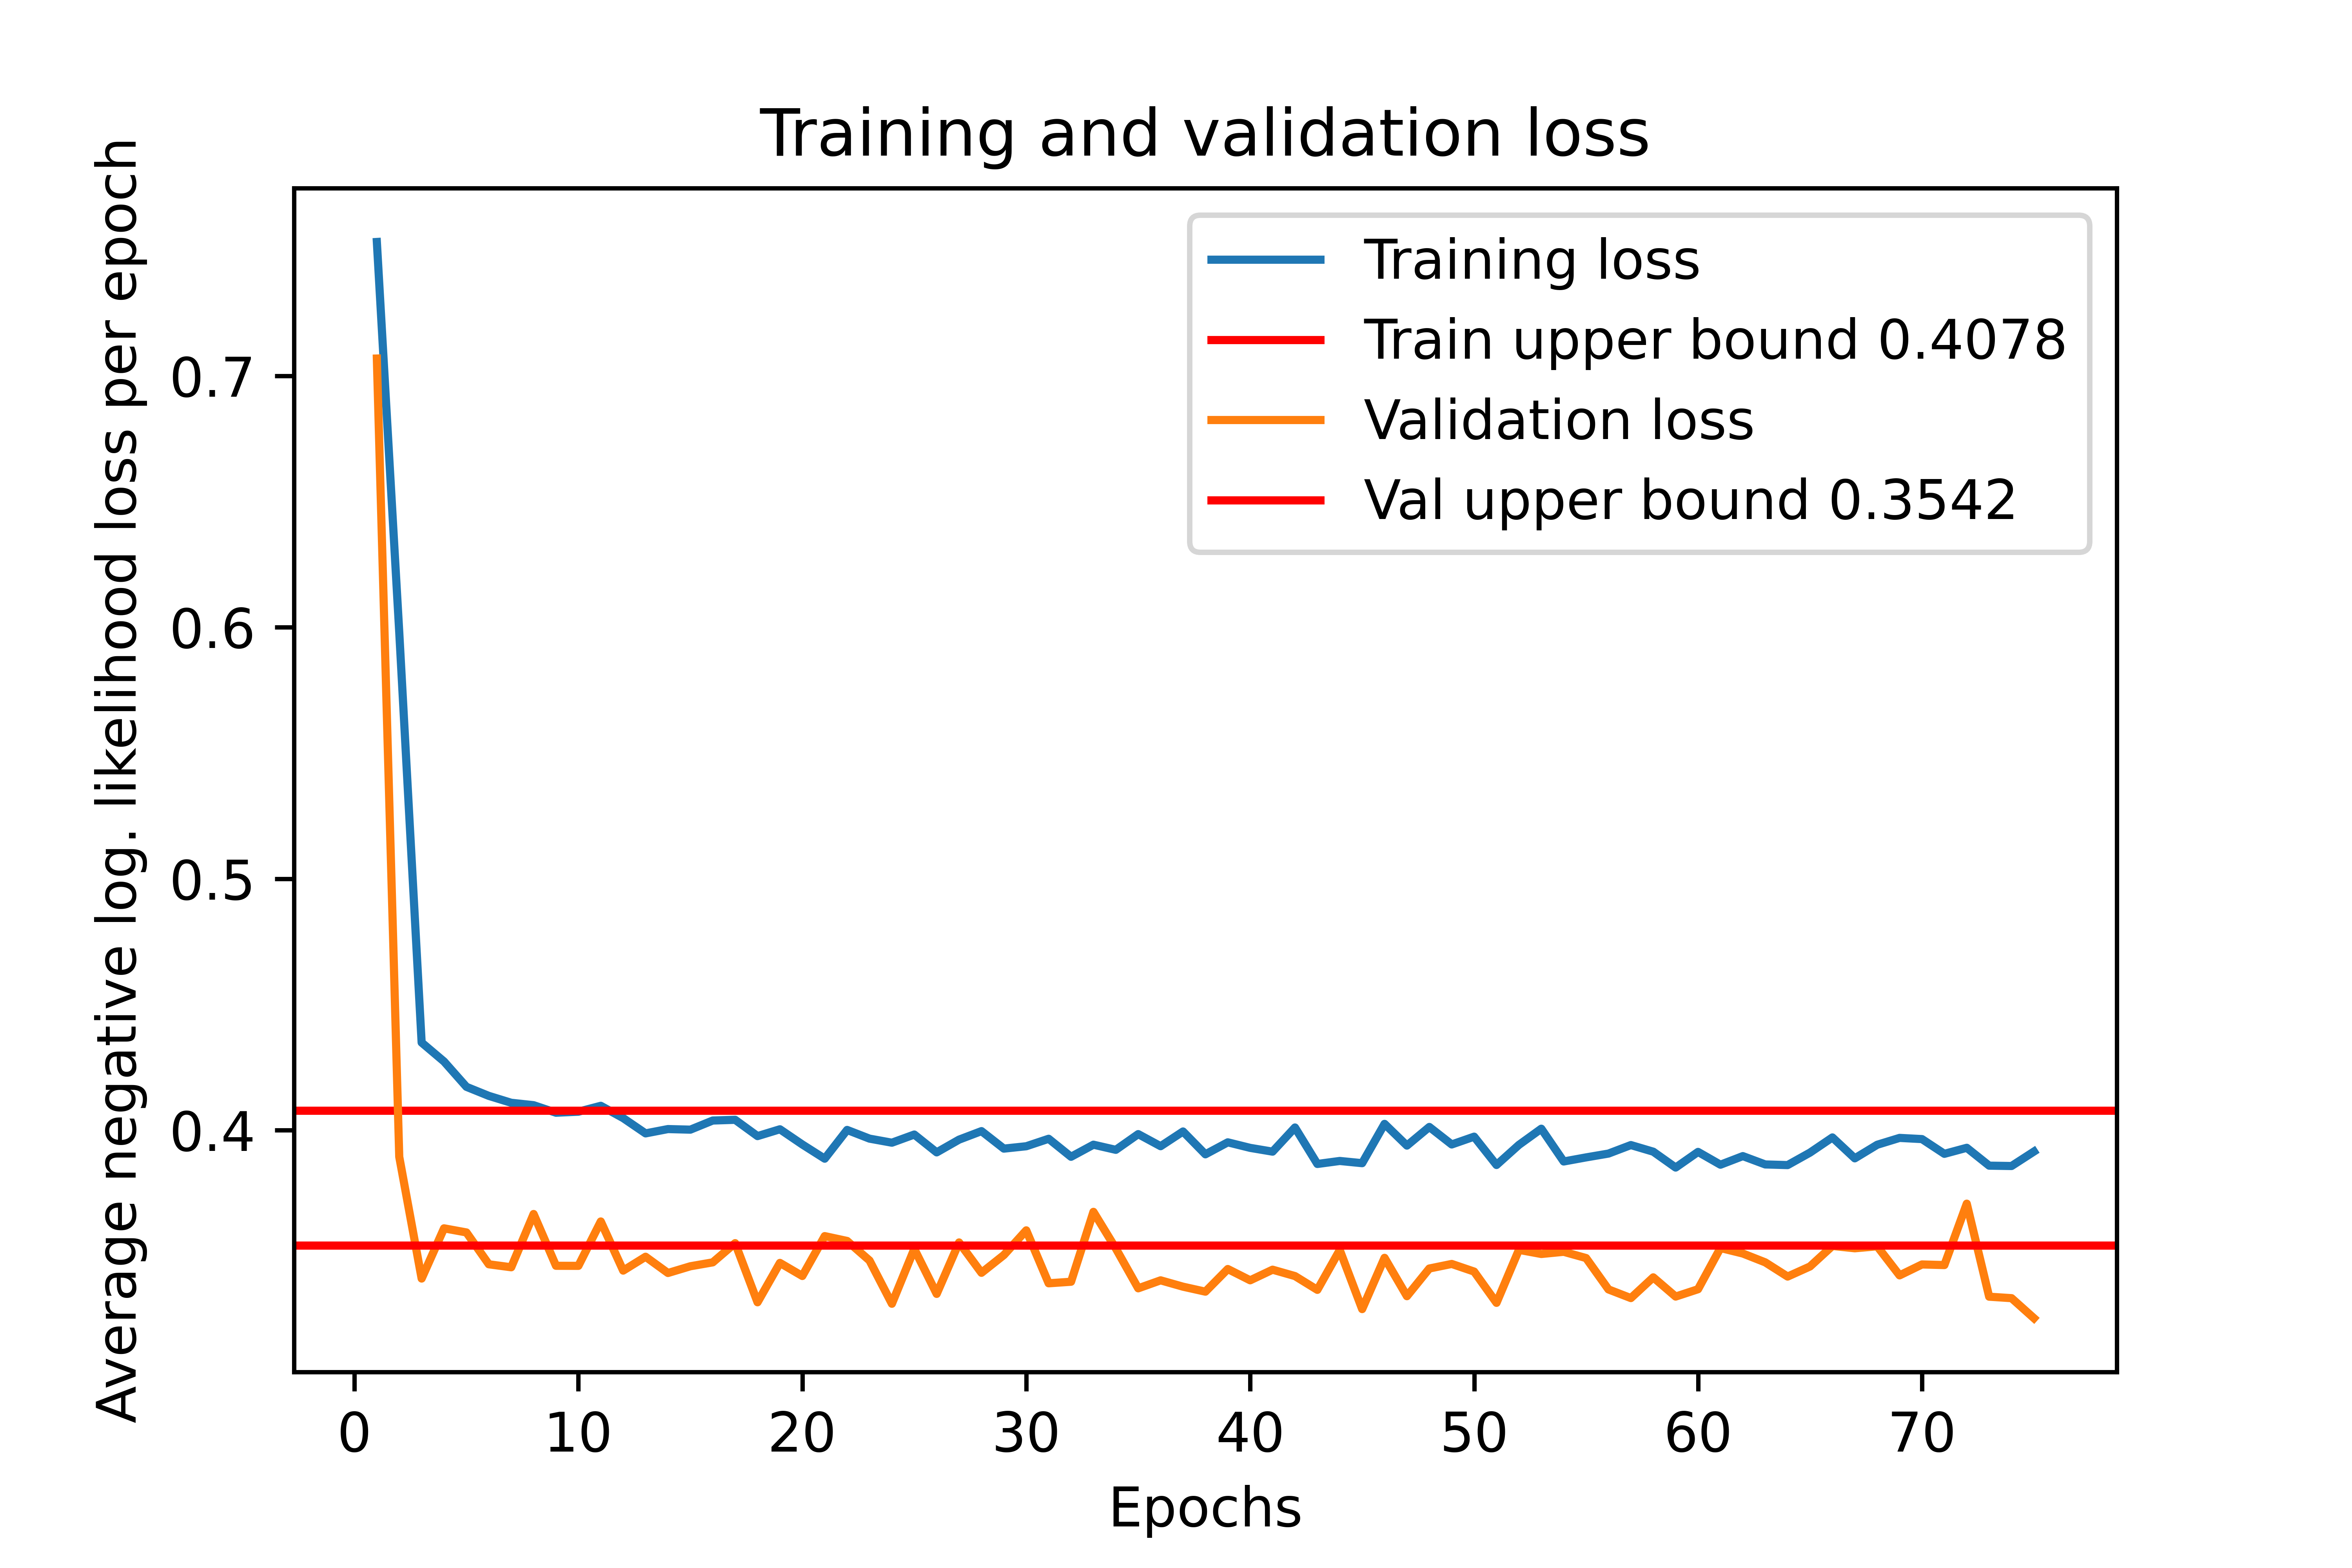 Training and validation loss
Average negative log. likelihood loss per epoch
Training loss
Train upper bound 0.4078
Validation loss
Val upper bound 0.3542
0.7
0.6
0.5
0.4
0 10 20 30 40 50 60 70
Epochs